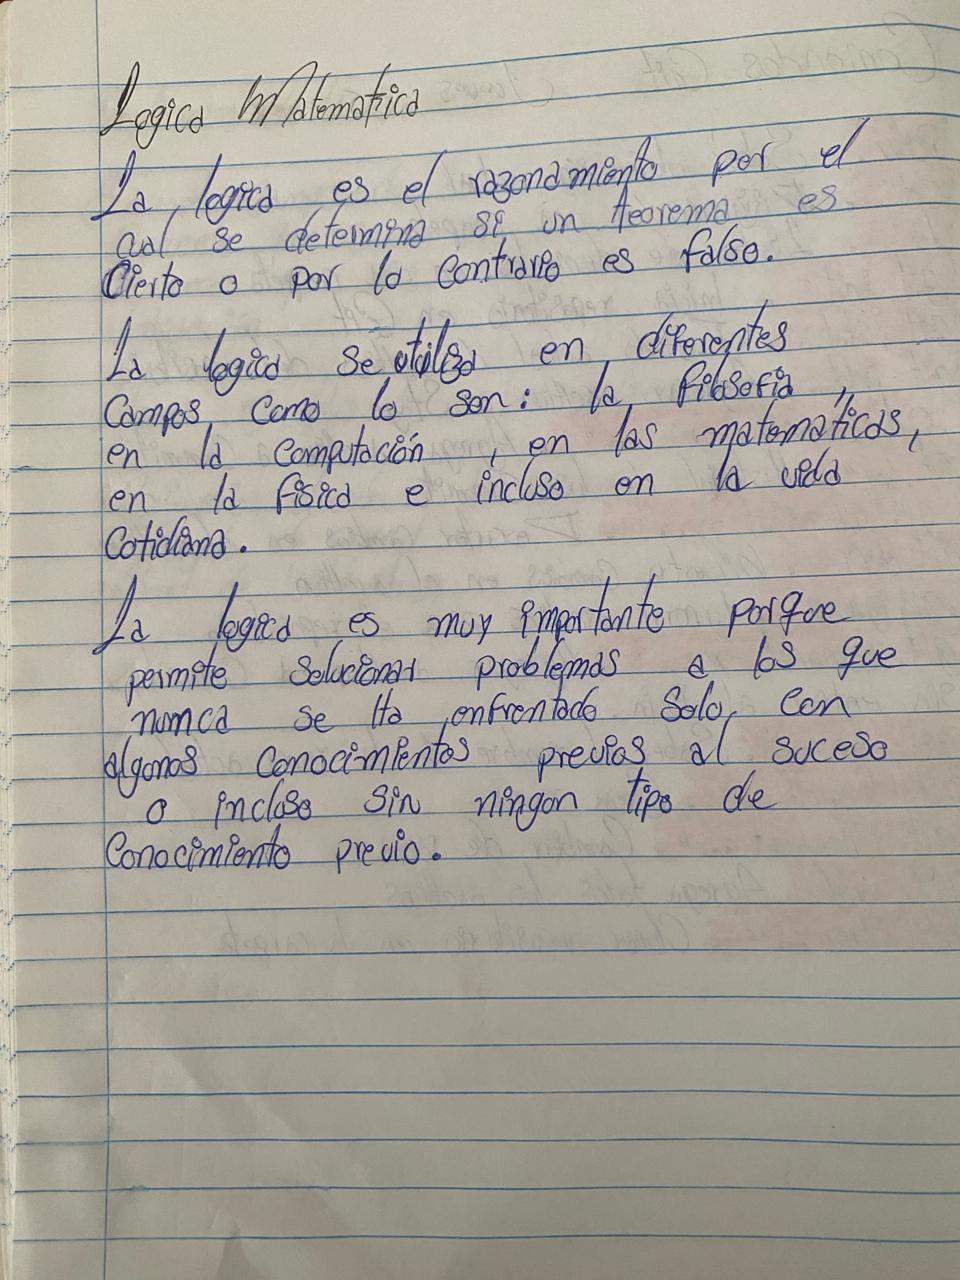 Logica Matematica
La logica es el razonamiento por el
cual se determina si un teorema es
Cierto o por lo contrario es falso.
La logica se utiliza en diferentes
Campos, como lo son: la filosofia,
en la computación, en las matematicas,
en la fisica e incluso en la vida
Cotidiana.
La logica es muy importante porque
permite solucionar problemas a los que
nunca se ha enfrentado solo con
algunos conocimientos previos al suceso
o incluso sin ningun tipo de
Conocimiento previo.